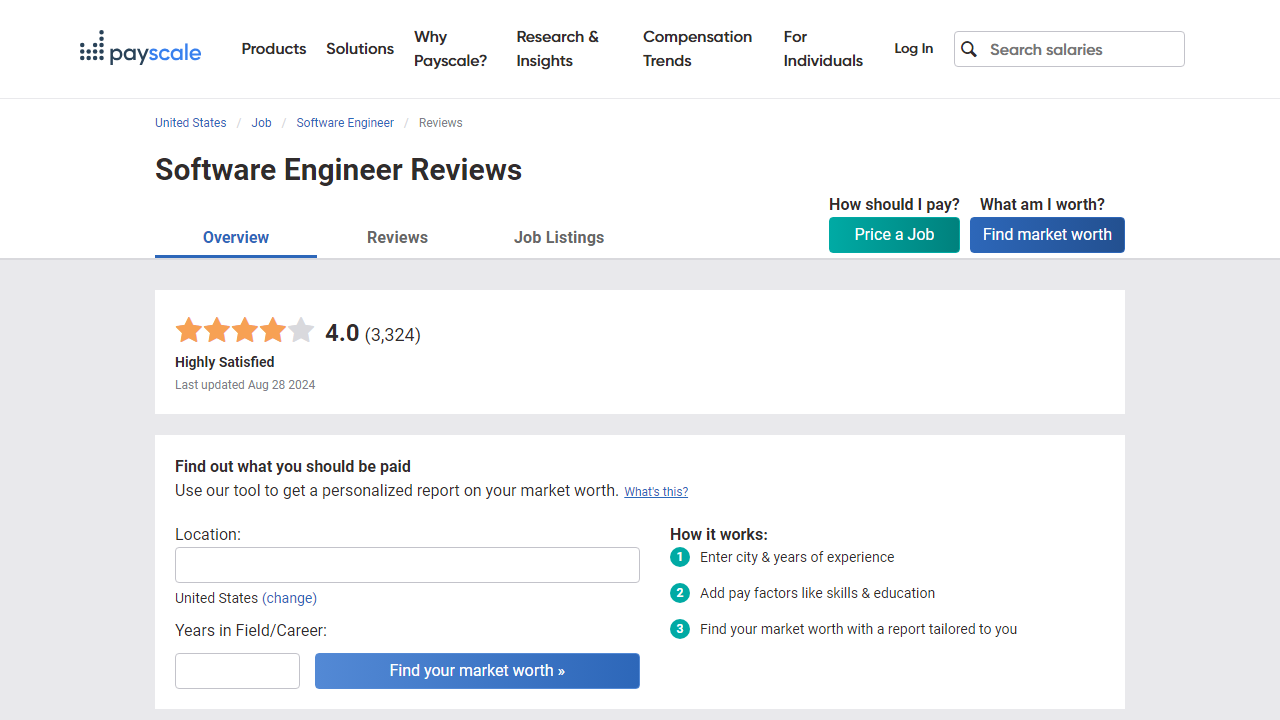 payscale
Products
Solutions
Why
Payscale?
Research &
Insights
Compensation
Trends
For
Individuals
Log In
Search salaries
United States / Job / Software Engineer / Reviews
Software Engineer Reviews
How should I pay?
What am I worth?
Overview
Reviews
Job Listings
Price a Job
Find market worth
4.0 (3,324)
Highly Satisfied
Last updated Aug 28 2024
Find out what you should be paid
Use our tool to get a personalized report on your market worth. What's this?
Location:
United States (change)
Years in Field/Career:
Find your market worth »
How it works:
1 Enter city & years of experience
2 Add pay factors like skills & education
3 Find your market worth with a report tailored to you